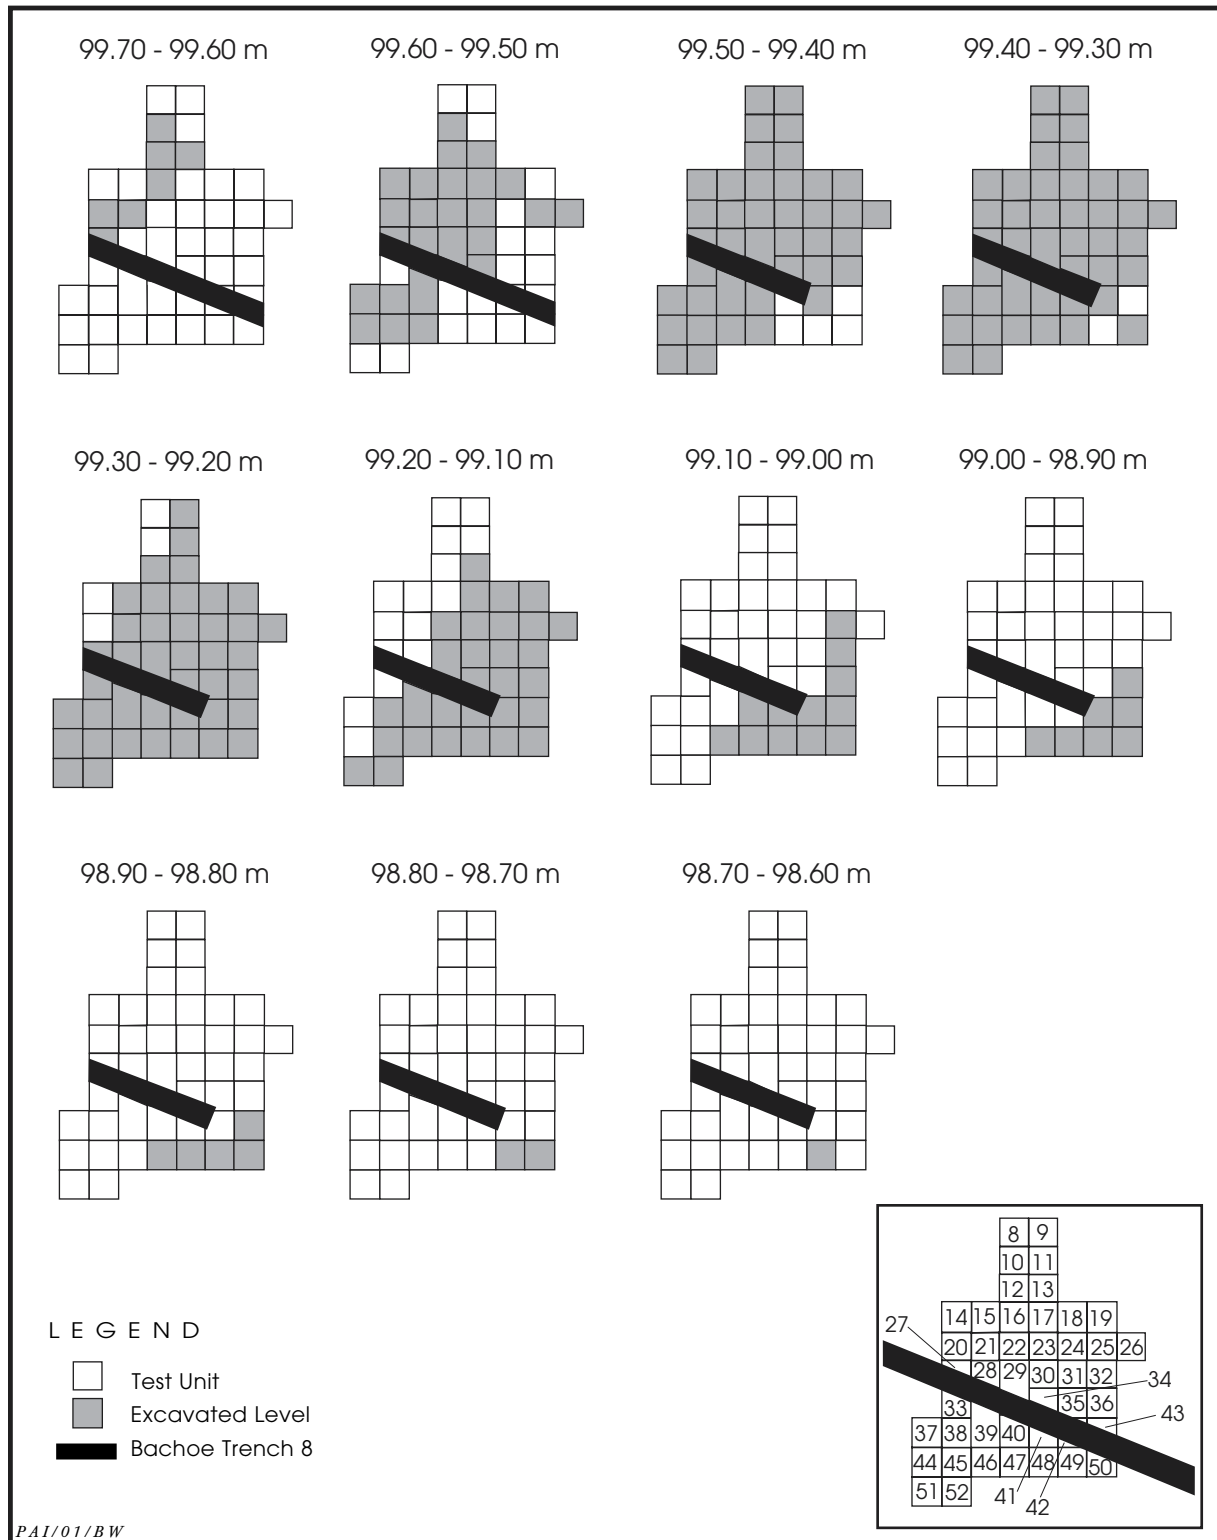 99.70 - 99.60 m
99.60 - 99.50 m
99.50 - 99.40 m
99.40 - 99.30 m
99.30 - 99.20 m
99.20 - 99.10 m
99.10 - 99.00 m
99.00 - 98.90 m
98.90 - 98.80 m
98.80 - 98.70 m
98.70 - 98.60 m
LEGEND
Test Unit
Excavated Level
Bachoe Trench 8
8 9
10 11
12 13
14 15 16 17 18 19
27
20 21 22 23 24 25 26
28 29 30 31 32
34
33 35 36
43
37 38 39 40
44 45 46 47 48 49 50
51 52
41 42
PAI/01/BW